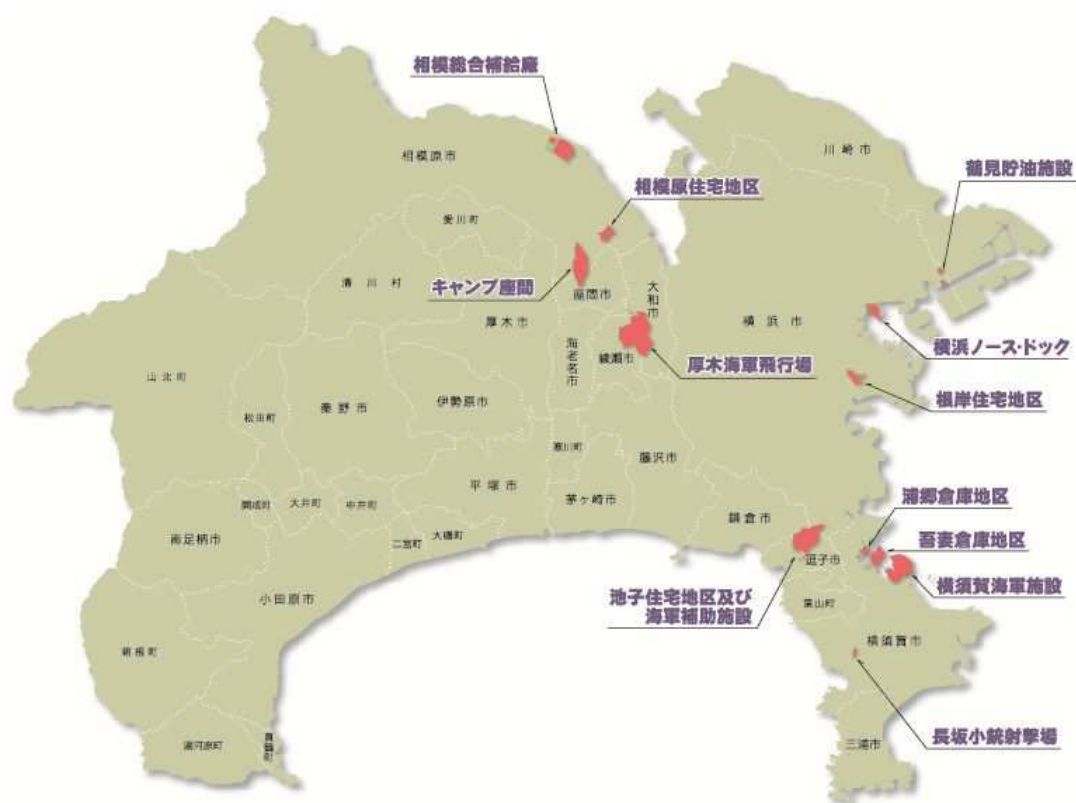 相模総合補給廠
川崎市
相模原市
鶴見貯油施設
相模原住宅地区
愛川町
清川村
キャンプ座間
座間市
大和市
厚木市
横浜市
海老名市
綾瀬市
横浜ノース・ドック
厚木海軍飛行場
山北町
根岸住宅地区
秦野市
伊勢原市
松田町
寒川町
藤沢市
平塚市
茅ヶ崎市
開成町
大井町
中井町
浦郷倉庫地区
鎌倉市
南足柄市
二宮町
大磯町
吾妻倉庫地区
逗子市
横須賀海軍施設
小田原市
池子住宅地区及び
海軍補助施設
葉山町
横須賀市
箱根町
長坂小銃射撃場
湯河原町
真鶴町
三浦市